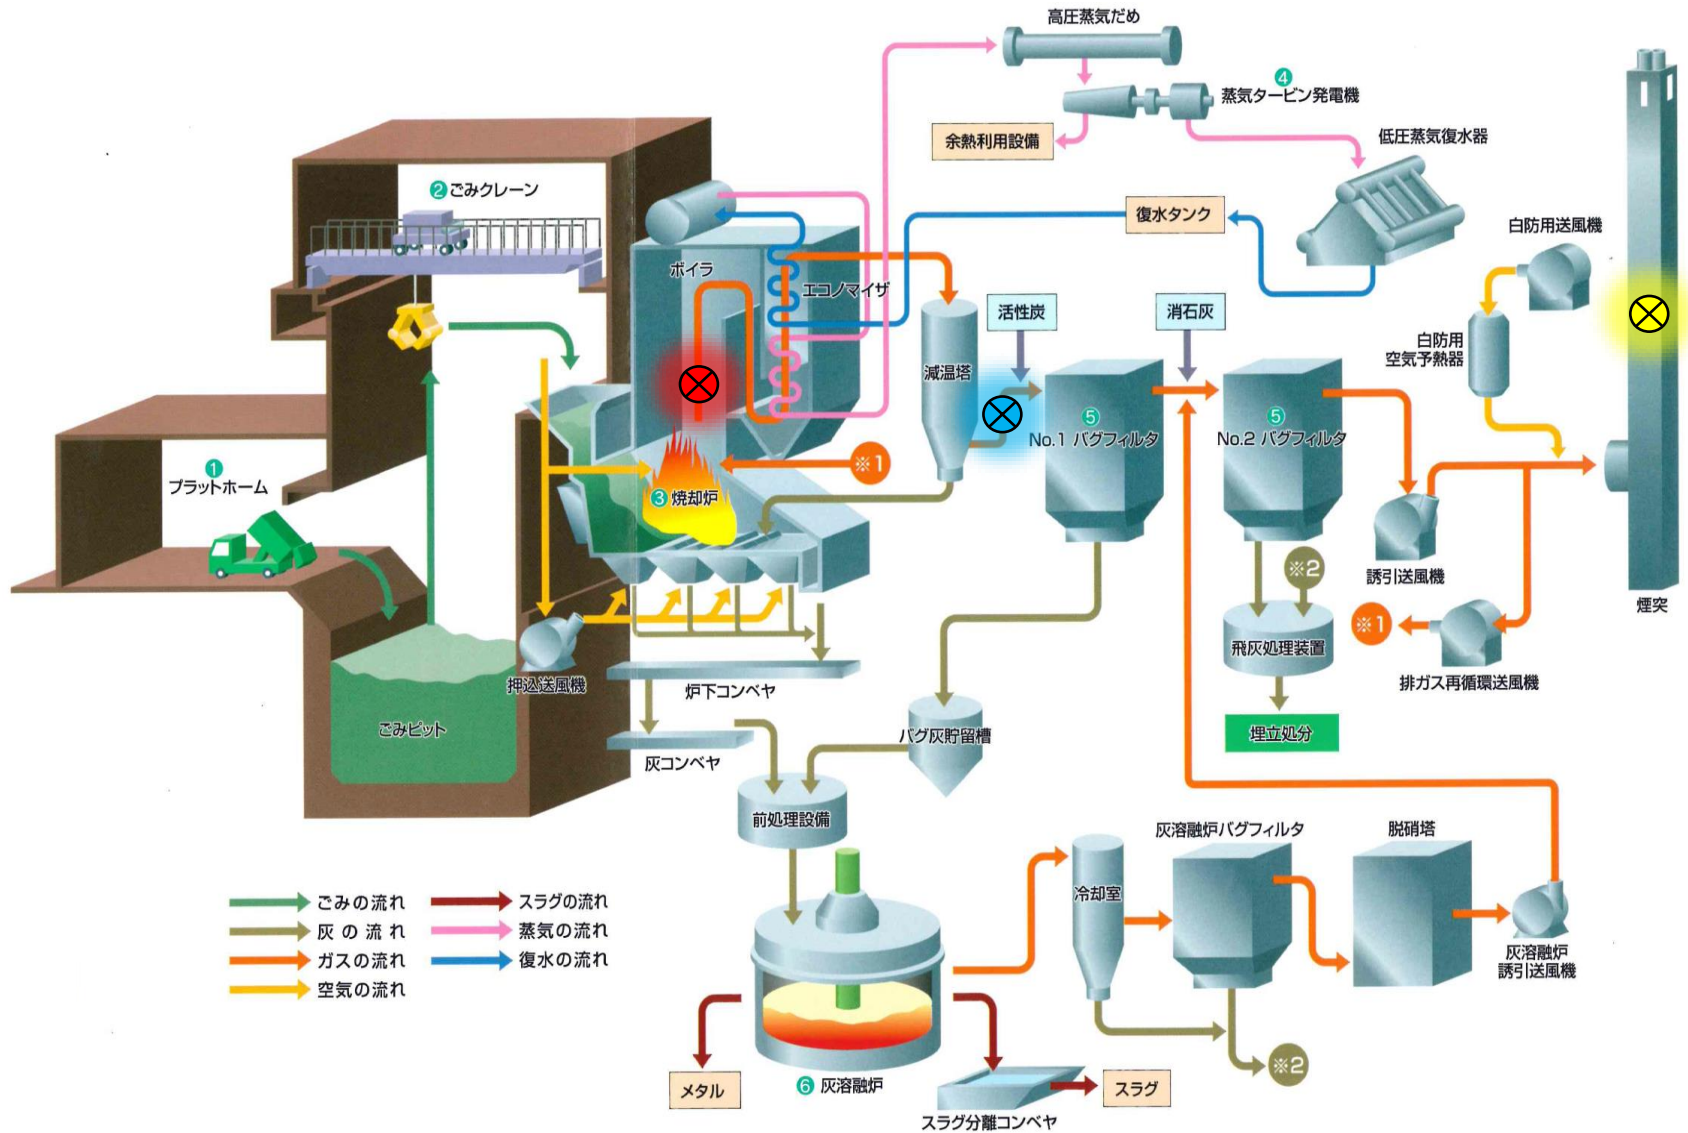 高圧蒸気だめ
④
蒸気タービン発電機
余熱利用設備
低圧蒸気復水器
②ごみクレーン
復水タンク
白防用送風機
ボイラ
エコノマイザ
活性炭
消石灰
白防用
空気予熱器
減温塔
⑤
No.1 バグフィルタ
⑤
No.2 バグフィルタ
①
プラットホーム
※1
③焼却炉
誘引送風機
※2
煙突
※1
飛灰処理装置
排ガス再循環送風機
押込送風機
炉下コンベヤ
ごみピット
バグ灰貯留槽
埋立処分
灰コンベヤ
前処理設備
灰溶融炉バグフィルタ
脱硝塔
冷却室
ごみの流れ
スラグの流れ
灰の流れ
蒸気の流れ
ガスの流れ
復水の流れ
空気の流れ
灰溶融炉
誘引送風機
※2
メタル
⑥灰溶融炉
スラグ
スラグ分離コンベヤ